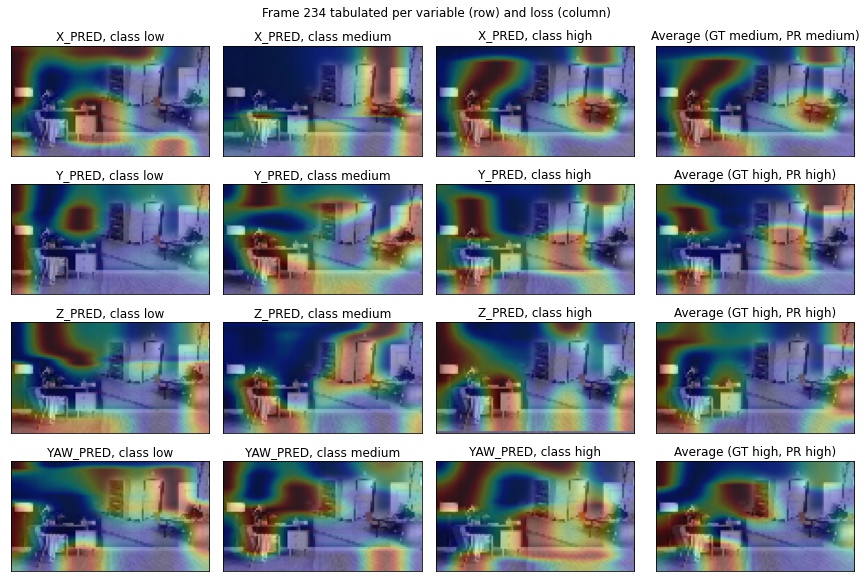 Frame 234 tabulated per variable (row) and loss (column)
X_PRED, class low
X_PRED, class medium
X_PRED, class high
Average (GT medium, PR medium)
Y_PRED, class low
Y_PRED, class medium
Y_PRED, class high
Average (GT high, PR high)
Z_PRED, class low
Z_PRED, class medium
Z_PRED, class high
Average (GT high, PR high)
YAW_PRED, class low
YAW_PRED, class medium
YAW_PRED, class high
Average (GT high, PR high)